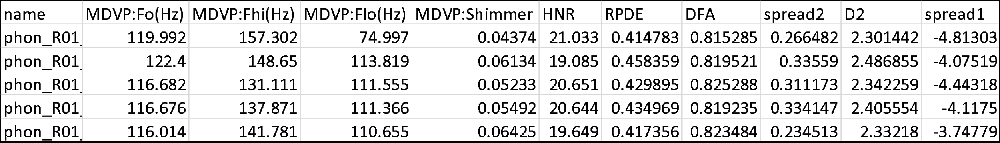 name MDVP:Fo(Hz) MDVP:Fhi(Hz) MDVP:Flo(Hz) MDVP:Shimmer HNR RPDE DFA spread2 D2 spread1
phon_R01_ 119.992 157.302 74.997 0.04374 21.033 0.414783 0.815285 0.266482 2.301442 -4.81303
phon_R01_ 122.4 148.65 113.819 0.06134 19.085 0.458359 0.819521 0.33559 2.486855 -4.07519
phon_R01_ 116.682 131.111 111.555 0.05233 20.651 0.429895 0.825288 0.311173 2.342259 -4.44318
phon_R01_ 116.676 137.871 111.366 0.05492 20.644 0.434969 0.819235 0.334147 2.405554 -4.1175
phon_R01_ 116.014 141.781 110.655 0.06425 19.649 0.417356 0.823484 0.234513 2.33218 -3.74779